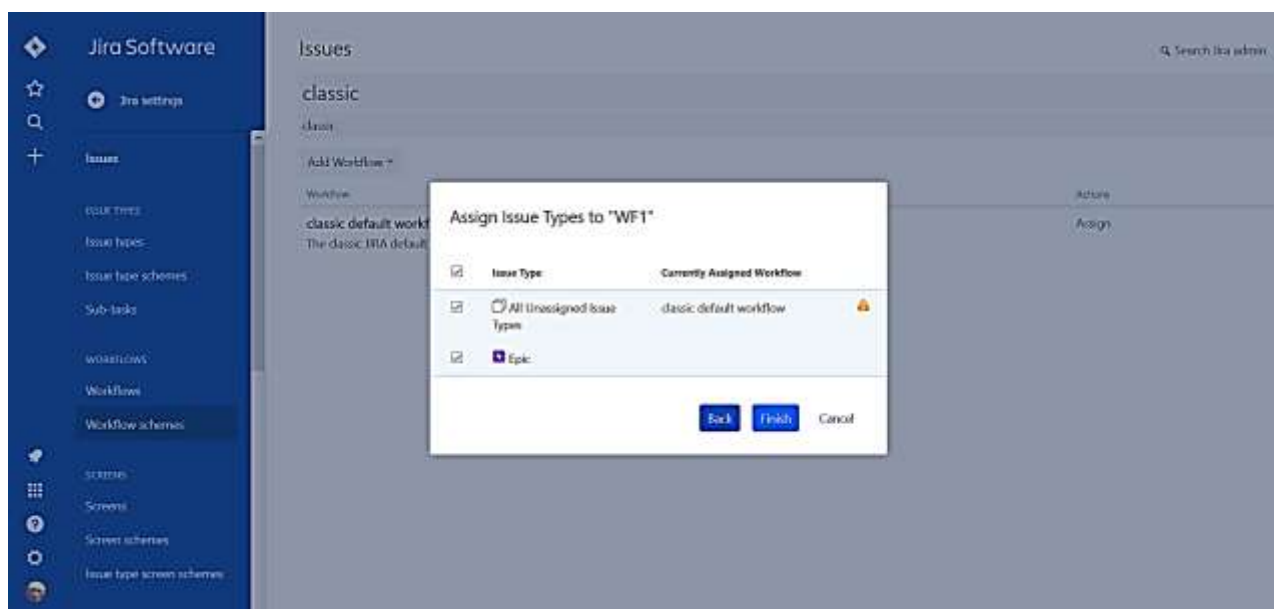 Jira Software
Jira settings
Issues
ISSUE TYPES
Issue types
Issue type schemes
Sub-tasks
WORKFLOWS
Workflows
Workflow schemes
SCREENS
Screens
Screen schemes
Issue type screen schemes
Issues
Search Jira admin
classic
classic
Add Workflow
Workflow
Actions
classic default workf
Assign
The classic JIRA default
Assign Issue Types to "WF1"
Issue Type Currently Assigned Workflow
All Unassigned Issue classic default workflow
Types
Epic
Back Finish Cancel